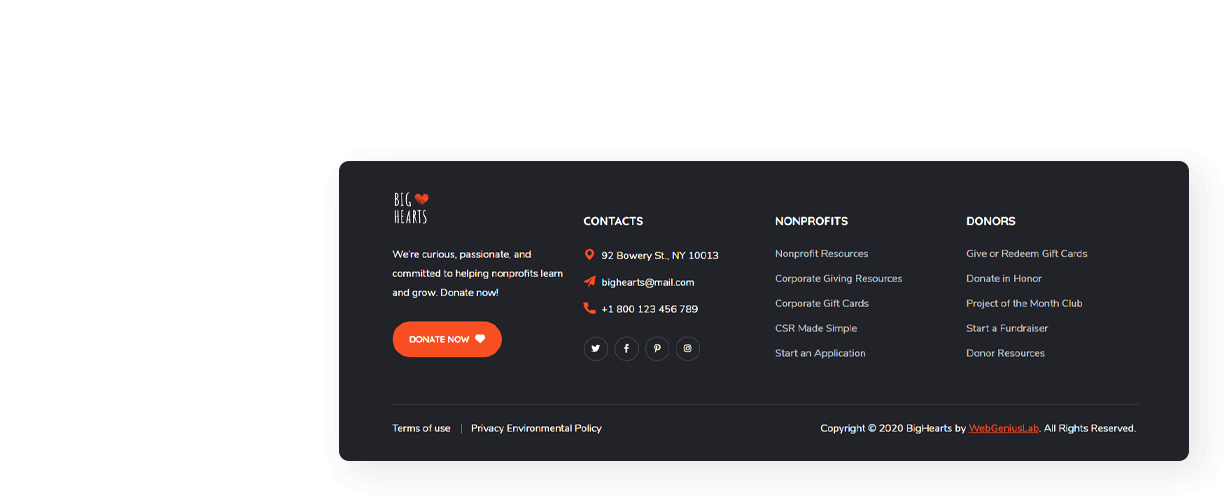 BIG
HEARTS
We're curious, passionate, and
committed to helping nonprofits learn
and grow. Donate now!
DONATE NOW
CONTACTS
92 Bowery St., NY 10013
bighearts@mail.com
+1 800 123 456 789
NONPROFITS
Nonprofit Resources
Corporate Giving Resources
Corporate Gift Cards
CSR Made Simple
Start an Application
DONORS
Give or Redeem Gift Cards
Donate in Honor
Project of the Month Club
Start a Fundraiser
Donor Resources
Terms of use | Privacy Environmental Policy
Copyright © 2020 BigHearts by WebGeniusLab. All Rights Reserved.